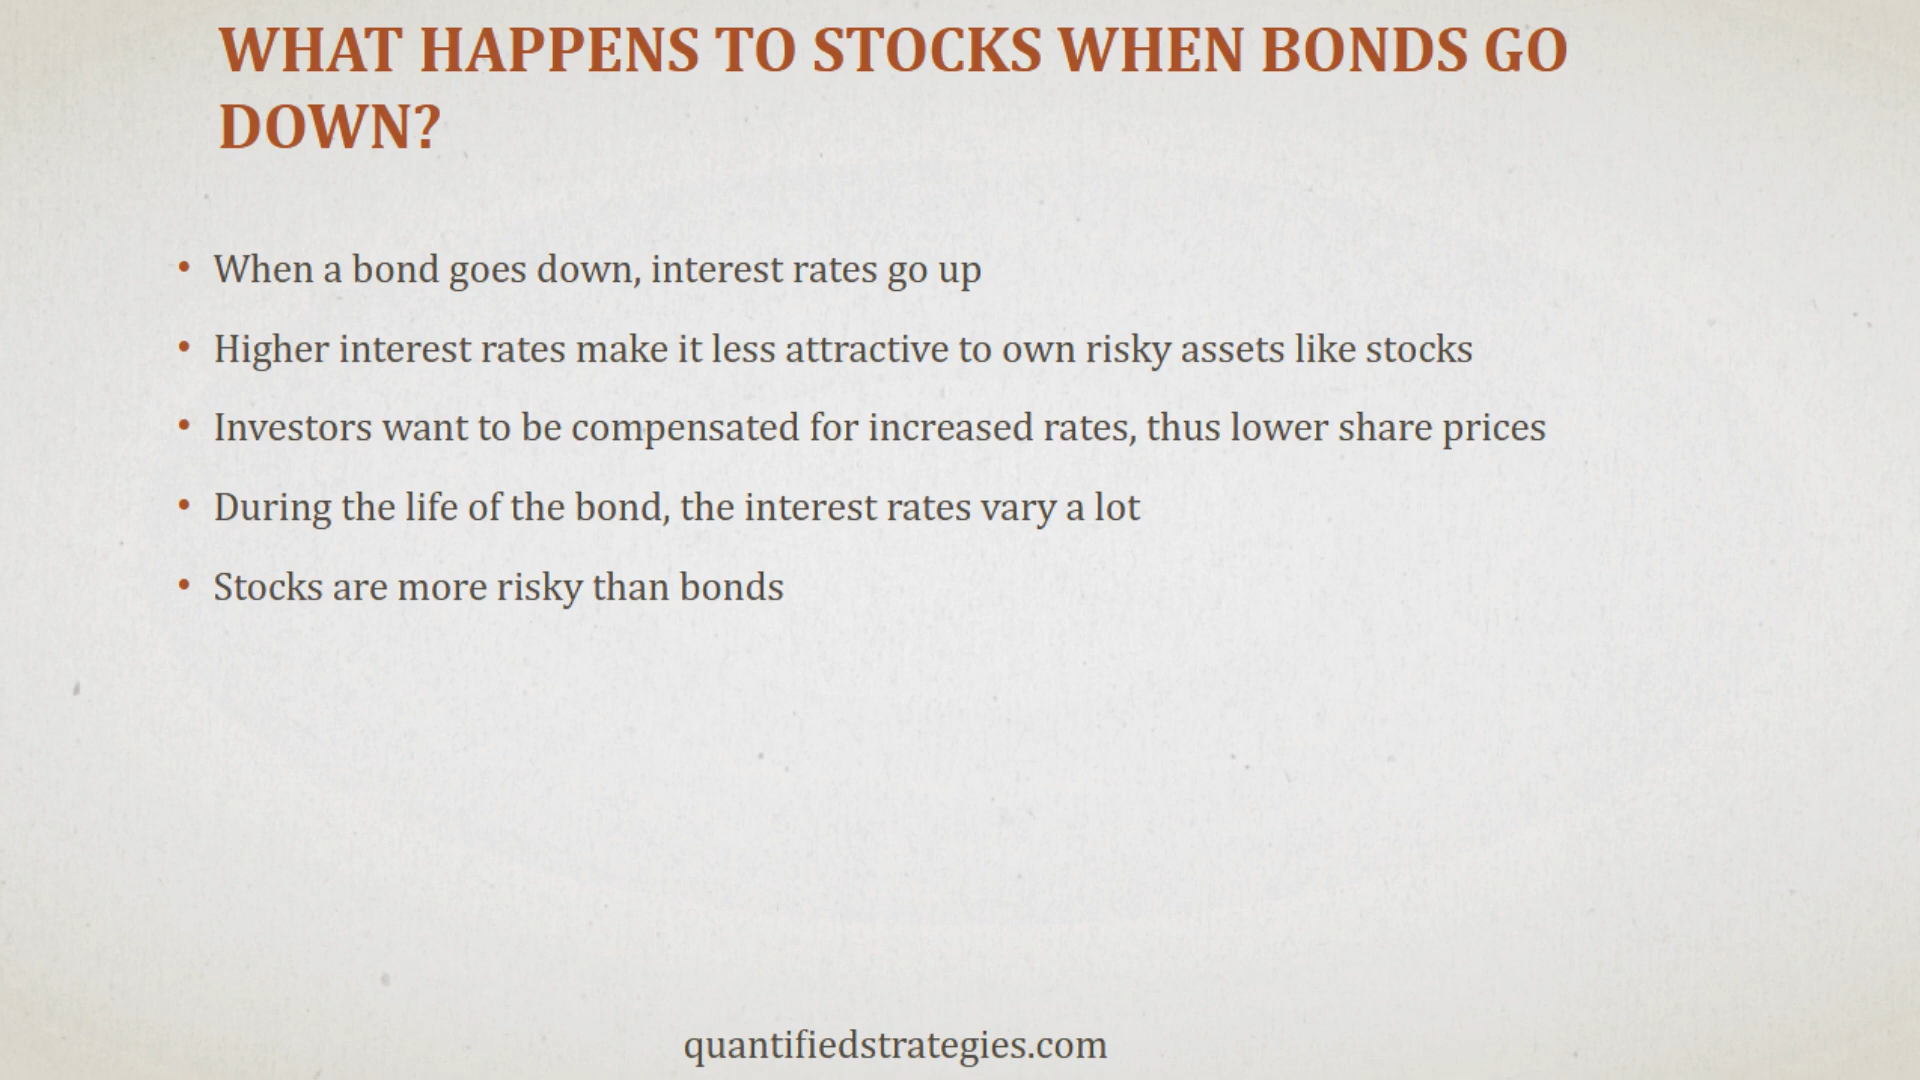 WHAT HAPPENS TO STOCKS WHEN BONDS GO
DOWN?
• When a bond goes down, interest rates go up
• Higher interest rates make it less attractive to own risky assets like stocks
• Investors want to be compensated for increased rates, thus lower share prices
• During the life of the bond, the interest rates vary a lot
• Stocks are more risky than bonds
quantifiedstrategies.com